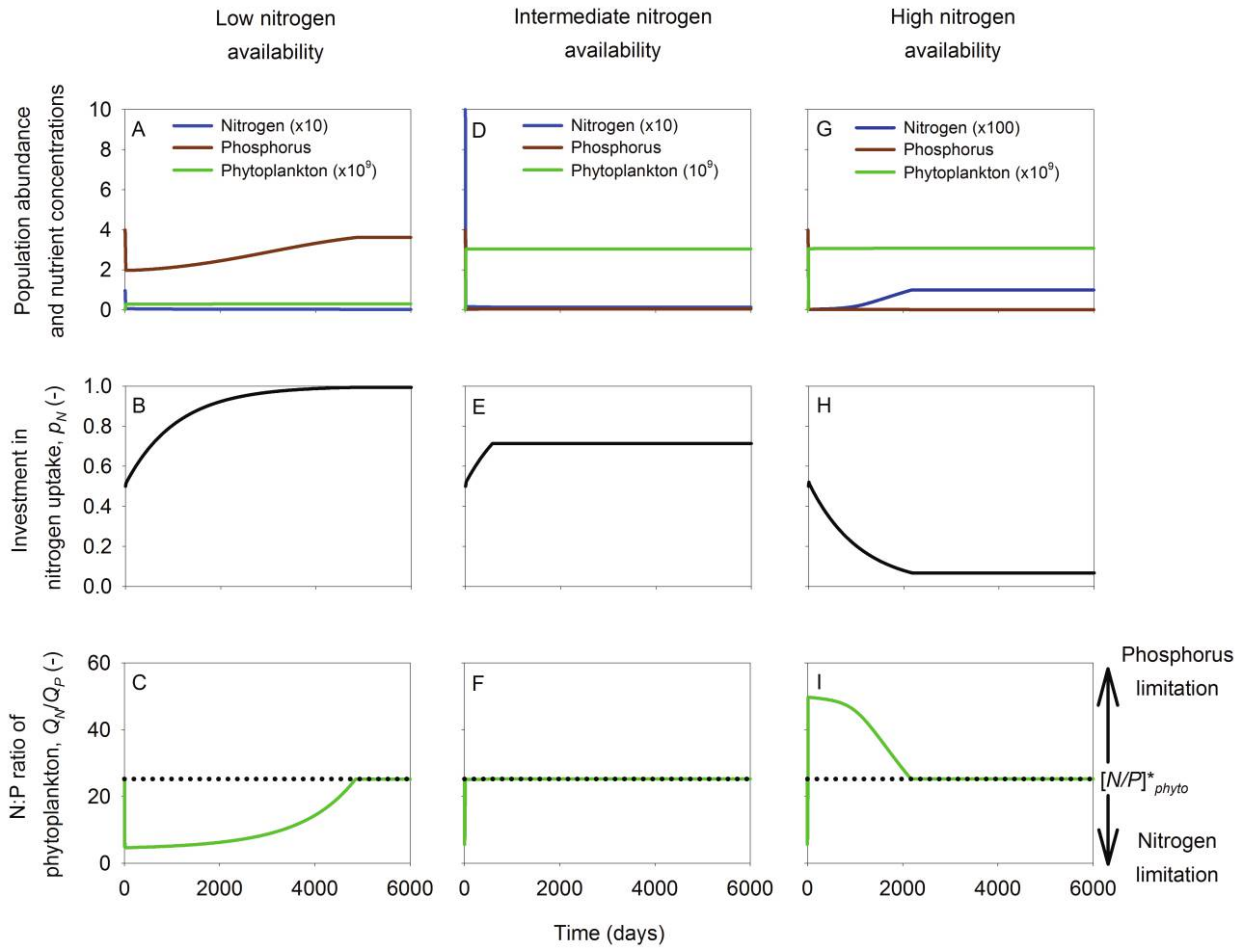 Low nitrogen
availability
Intermediate nitrogen
availability
High nitrogen
availability
Population abundance
and nutrient concentrations
10
8
6
4
2
0
A
Nitrogen (x10)
Phosphorus
Phytoplankton (x10⁹)
D
Nitrogen (x10)
Phosphorus
Phytoplankton (10⁹)
G
Nitrogen (x100)
Phosphorus
Phytoplankton (x10⁹)
Investment in
nitrogen uptake, p_N (-)
1.0
0.8
0.6
0.4
0.2
0.0
B
E
H
N:P ratio of
phytoplankton, Q_N/Q_P (-)
60
40
20
0
C
F
I
Phosphorus
limitation
[N/P]*_phyto
Nitrogen
limitation
0 2000 4000 6000
0 2000 4000 6000
0 2000 4000 6000
Time (days)